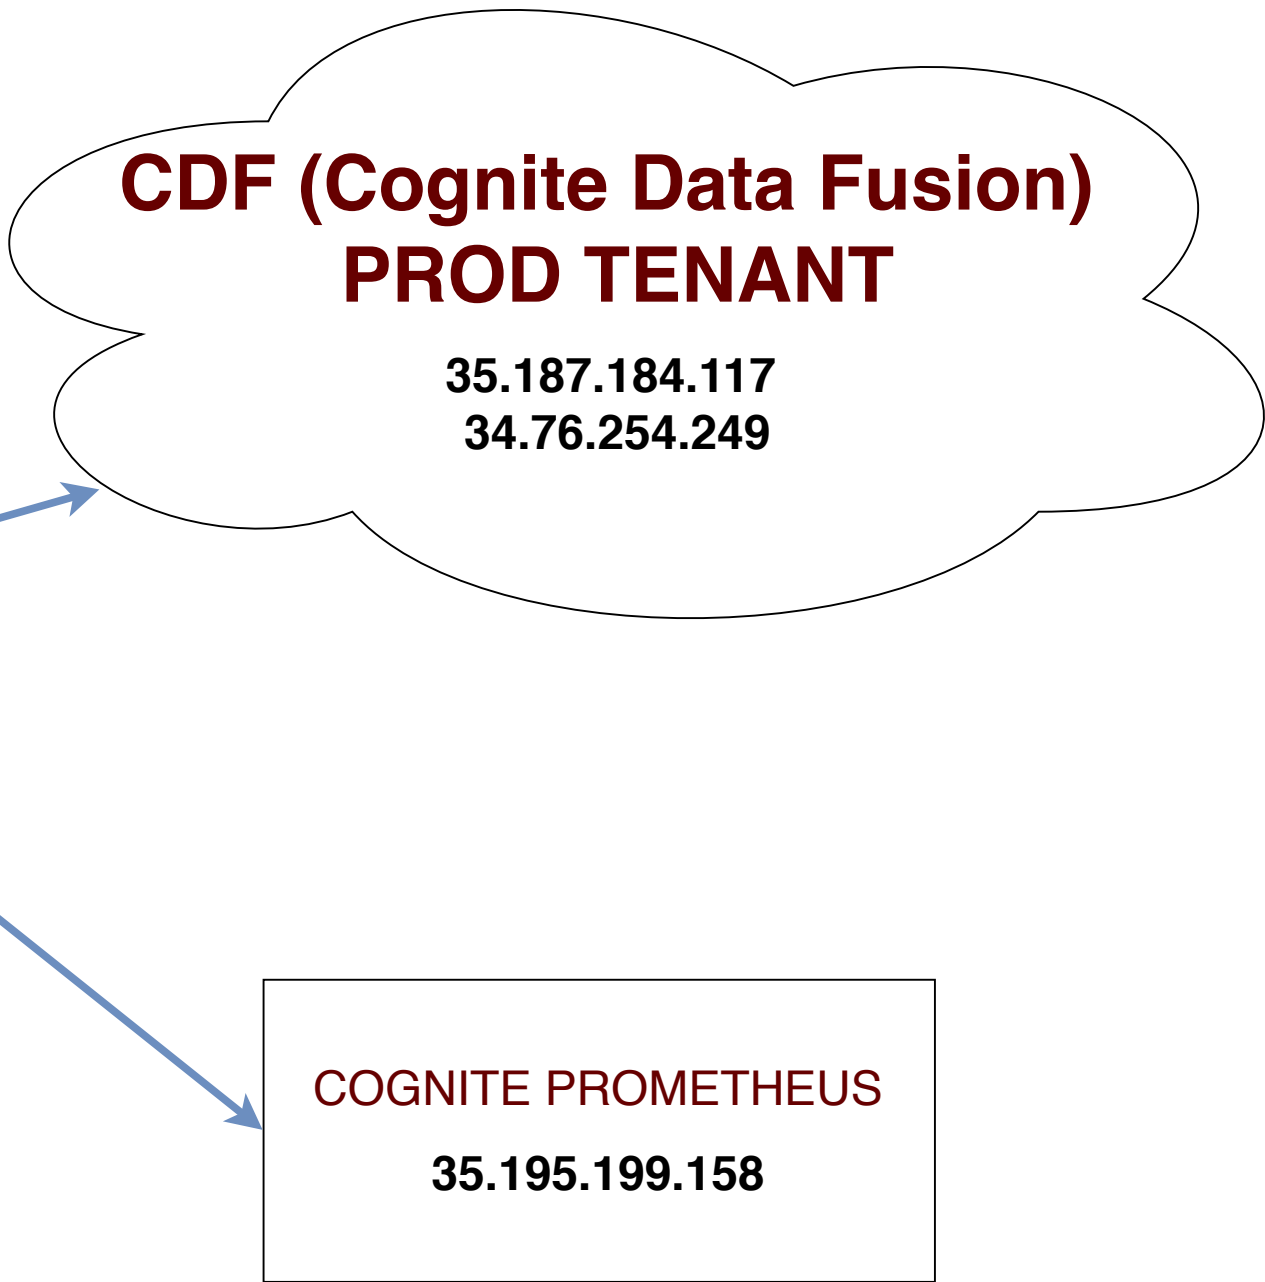 CDF (Cognite Data Fusion)
PROD TENANT
35.187.184.117
34.76.254.249
COGNITE PROMETHEUS
35.195.199.158